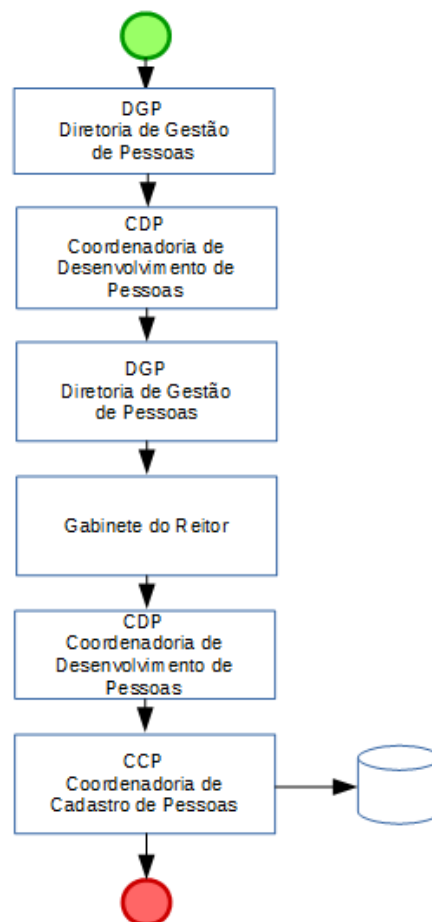 DGP
Diretoria de Gestão
de Pessoas
CDP
Coordenadoria de
Desenvolvimento de
Pessoas
DGP
Diretoria de Gestão
de Pessoas
Gabinete do Reitor
CDP
Coordenadoria de
Desenvolvimento de
Pessoas
CCP
Coordenadoria de
Cadastro de Pessoas